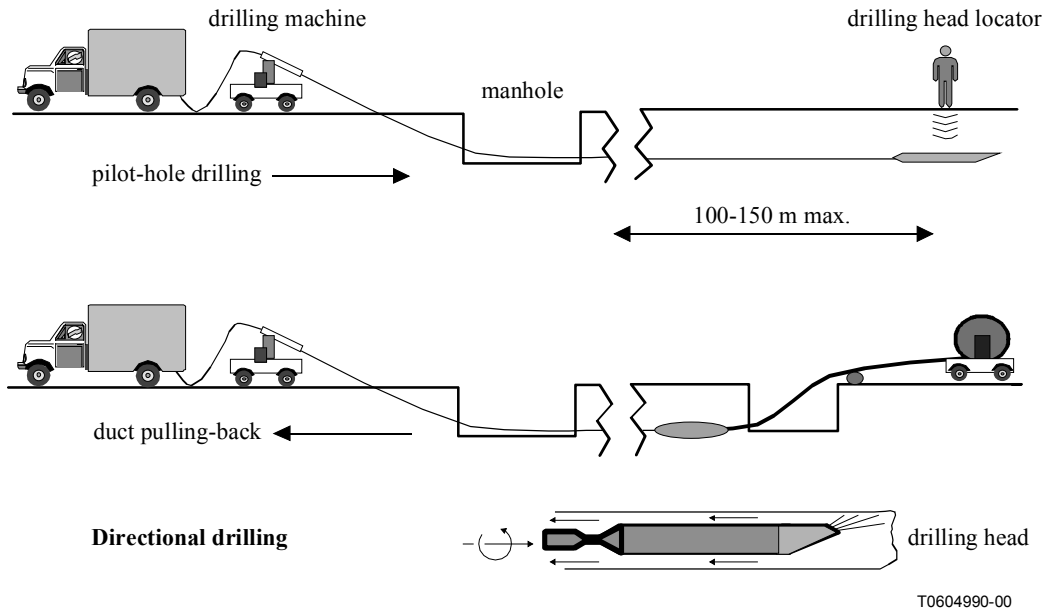 drilling machine
drilling head locator
manhole
pilot-hole drilling
100-150 m max.
duct pulling-back
Directional drilling
drilling head
T0604990-00